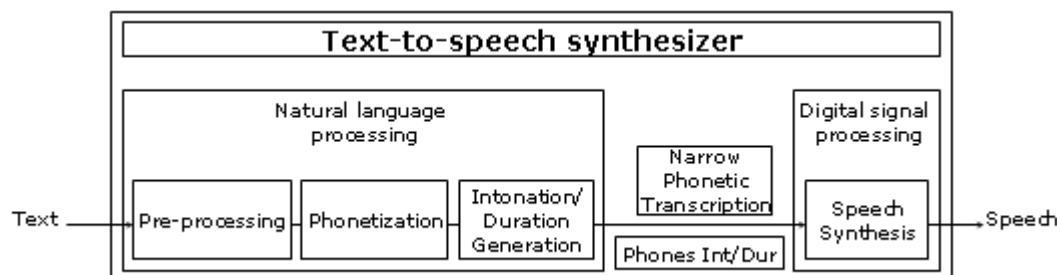 Text-to-speech synthesizer
Natural language
processing
Digital signal
processing
Narrow
Phonetic
Transcription
Text
Pre-processing
Phonetization
Intonation/
Duration
Generation
Phones Int/Dur
Speech
Synthesis
Speech